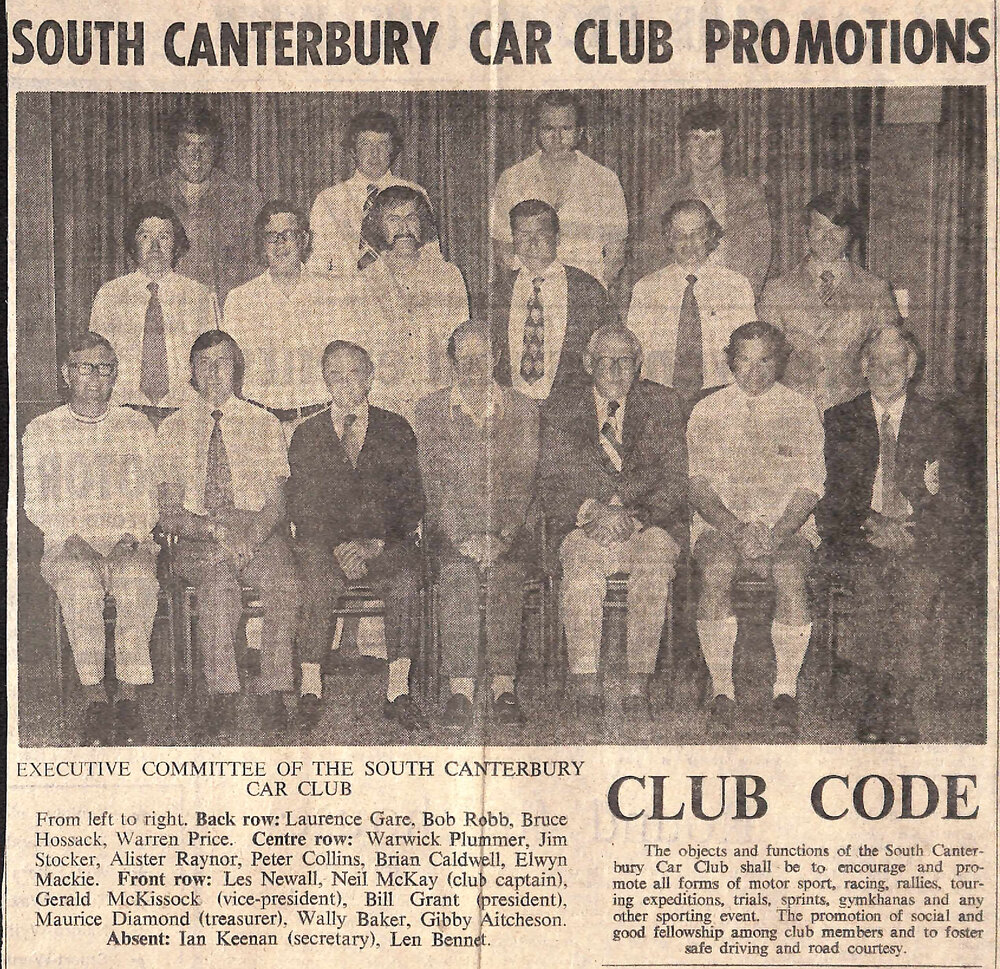 SOUTH CANTERBURY CAR CLUB PROMOTIONS
EXECUTIVE COMMITTEE OF THE SOUTH CANTERBURY
CAR CLUB
From left to right. Back row: Laurence Gare, Bob Robb, Bruce
Hossack, Warren Price. Centre row: Warwick Plummer, Jim
Stocker, Alister Raynor, Peter Collins, Brian Caldwell, Elwyn
Mackie. Front row: Les Newall, Neil McKay (club captain),
Gerald McKissock (vice-president), Bill Grant (president),
Maurice Diamond (treasurer), Wally Baker, Gibby Aitcheson.
Absent: Ian Keenan (secretary), Len Bennet.
CLUB CODE
The objects and functions of the South Canter-
bury Car Club shall be to encourage and pro-
mote all forms of motor sport, racing, rallies, tour-
ing expeditions, trials, sprints, gymkhanas and any
other sporting event. The promotion of social and
good fellowship among club members and to foster
safe driving and road courtesy.